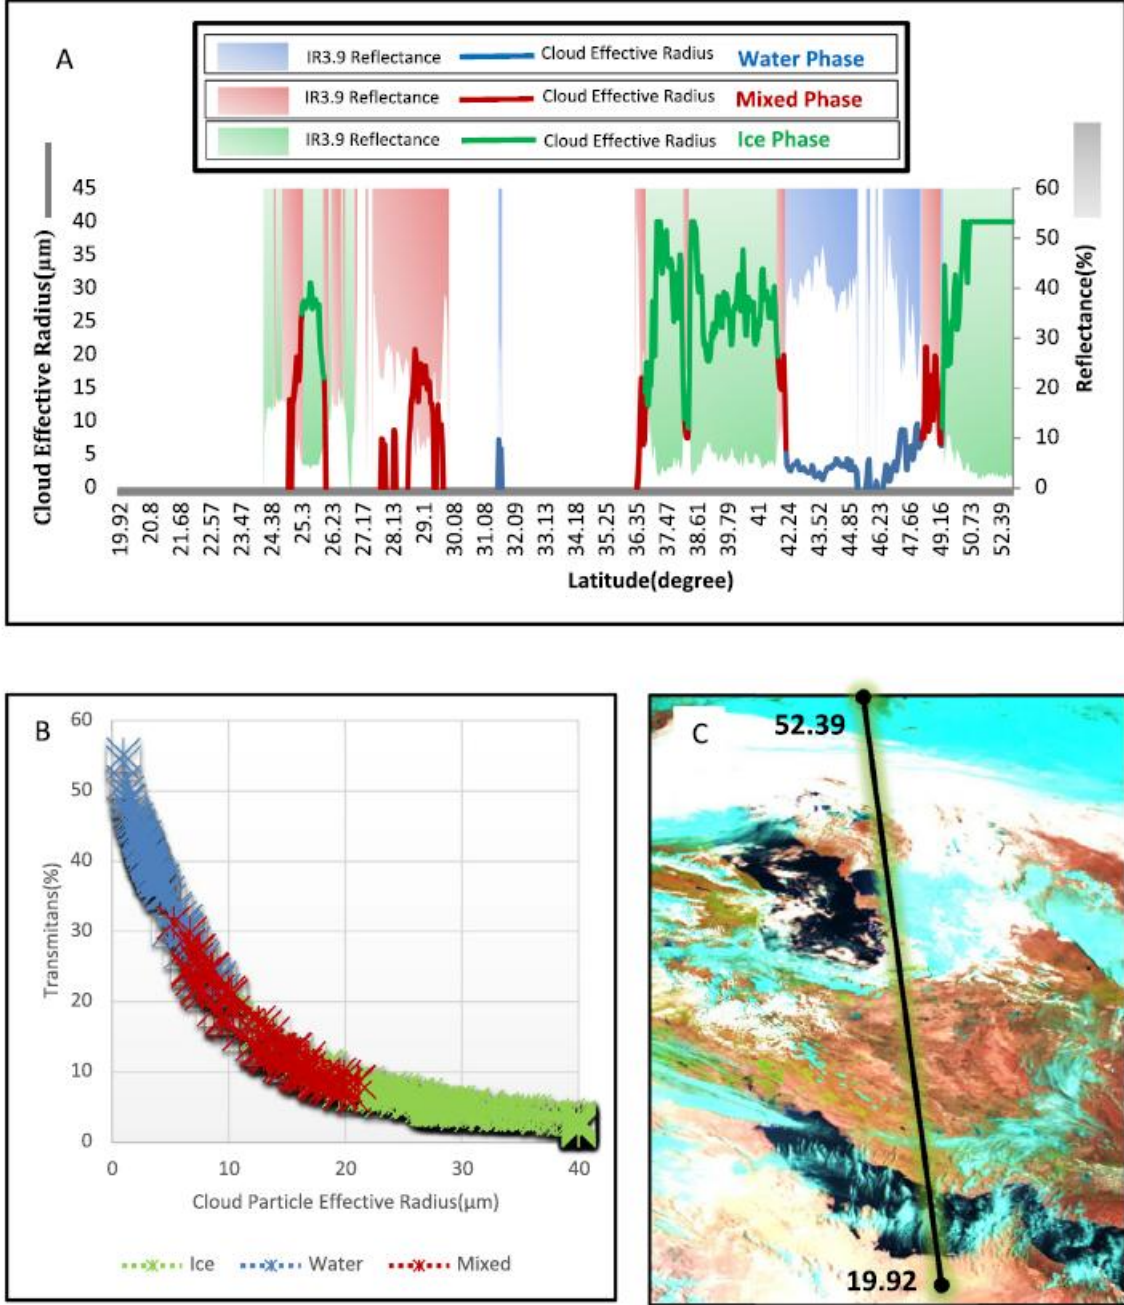 A
IR3.9 Reflectance Cloud Effective Radius Water Phase
IR3.9 Reflectance Cloud Effective Radius Mixed Phase
IR3.9 Reflectance Cloud Effective Radius Ice Phase
Cloud Effective Radius(µm)
45
40
35
30
25
20
15
10
5
0
60
50
40
30
20
10
0
Reflectance(%)
19.92 20.8 21.68 22.57 23.47 24.38 25.3 26.23 27.17 28.13 29.1 30.08 31.08 32.09 33.13 34.18 35.25 36.35 37.47 38.61 39.79 41 42.24 43.52 44.85 46.23 47.66 49.16 50.73 52.39
Latitude(degree)
B
Transmitans(%)
60
50
40
30
20
10
0
0 10 20 30 40
Cloud Particle Effective Radius(µm)
Ice Water Mixed
C
52.39
19.92